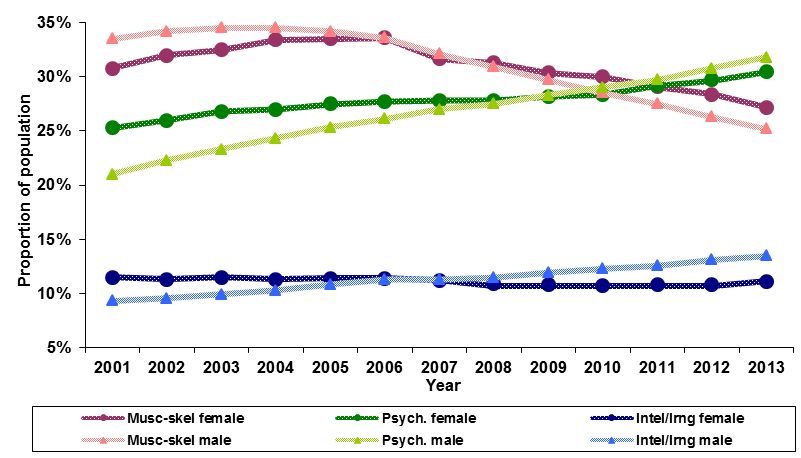 35%
30%
25%
20%
15%
10%
5%
Proportion of population
2001 2002 2003 2004 2005 2006 2007 2008 2009 2010 2011 2012 2013
Year
Musc-skel female Psych. female Intel/lrng female
Musc-skel male Psych. male Intel/lrng male